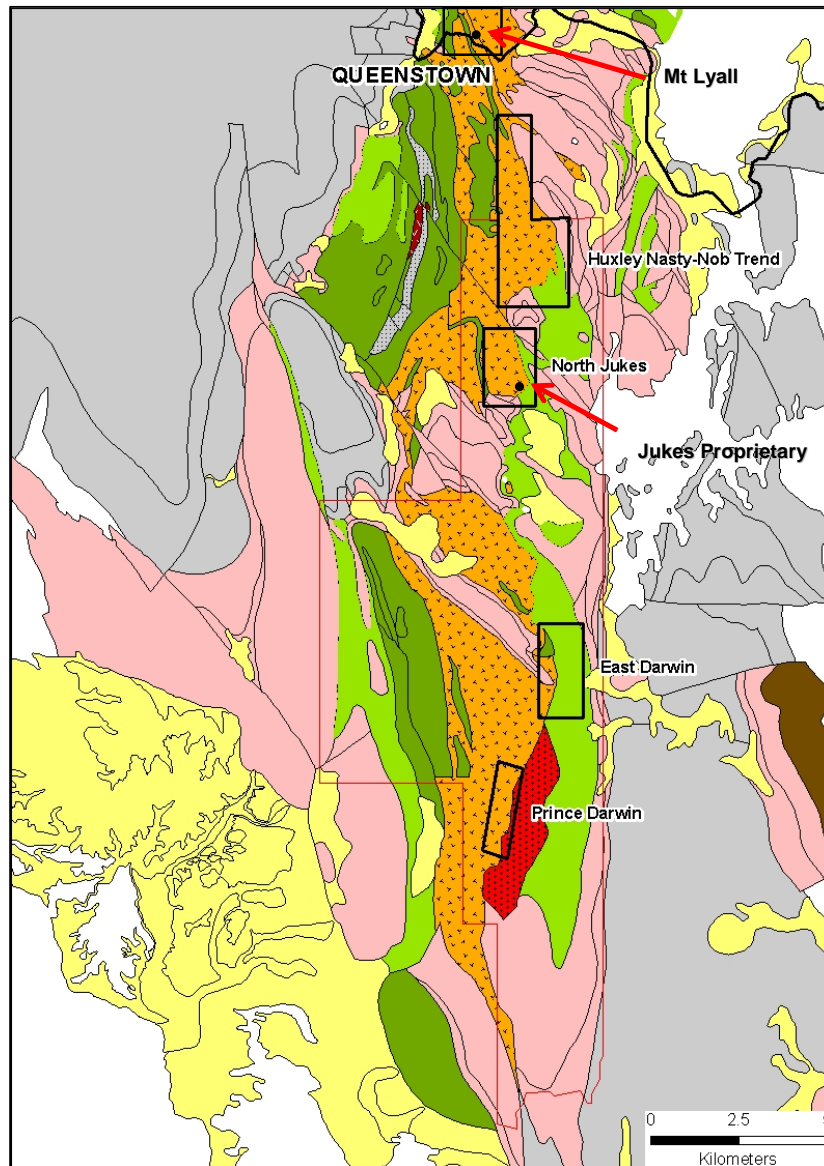 QUEENSTOWN
Mt Lyall
Huxley Nasty-Nob Trend
North Jukes
Jukes Proprietary
East Darwin
Prince Darwin
0 2.5
Kilometers